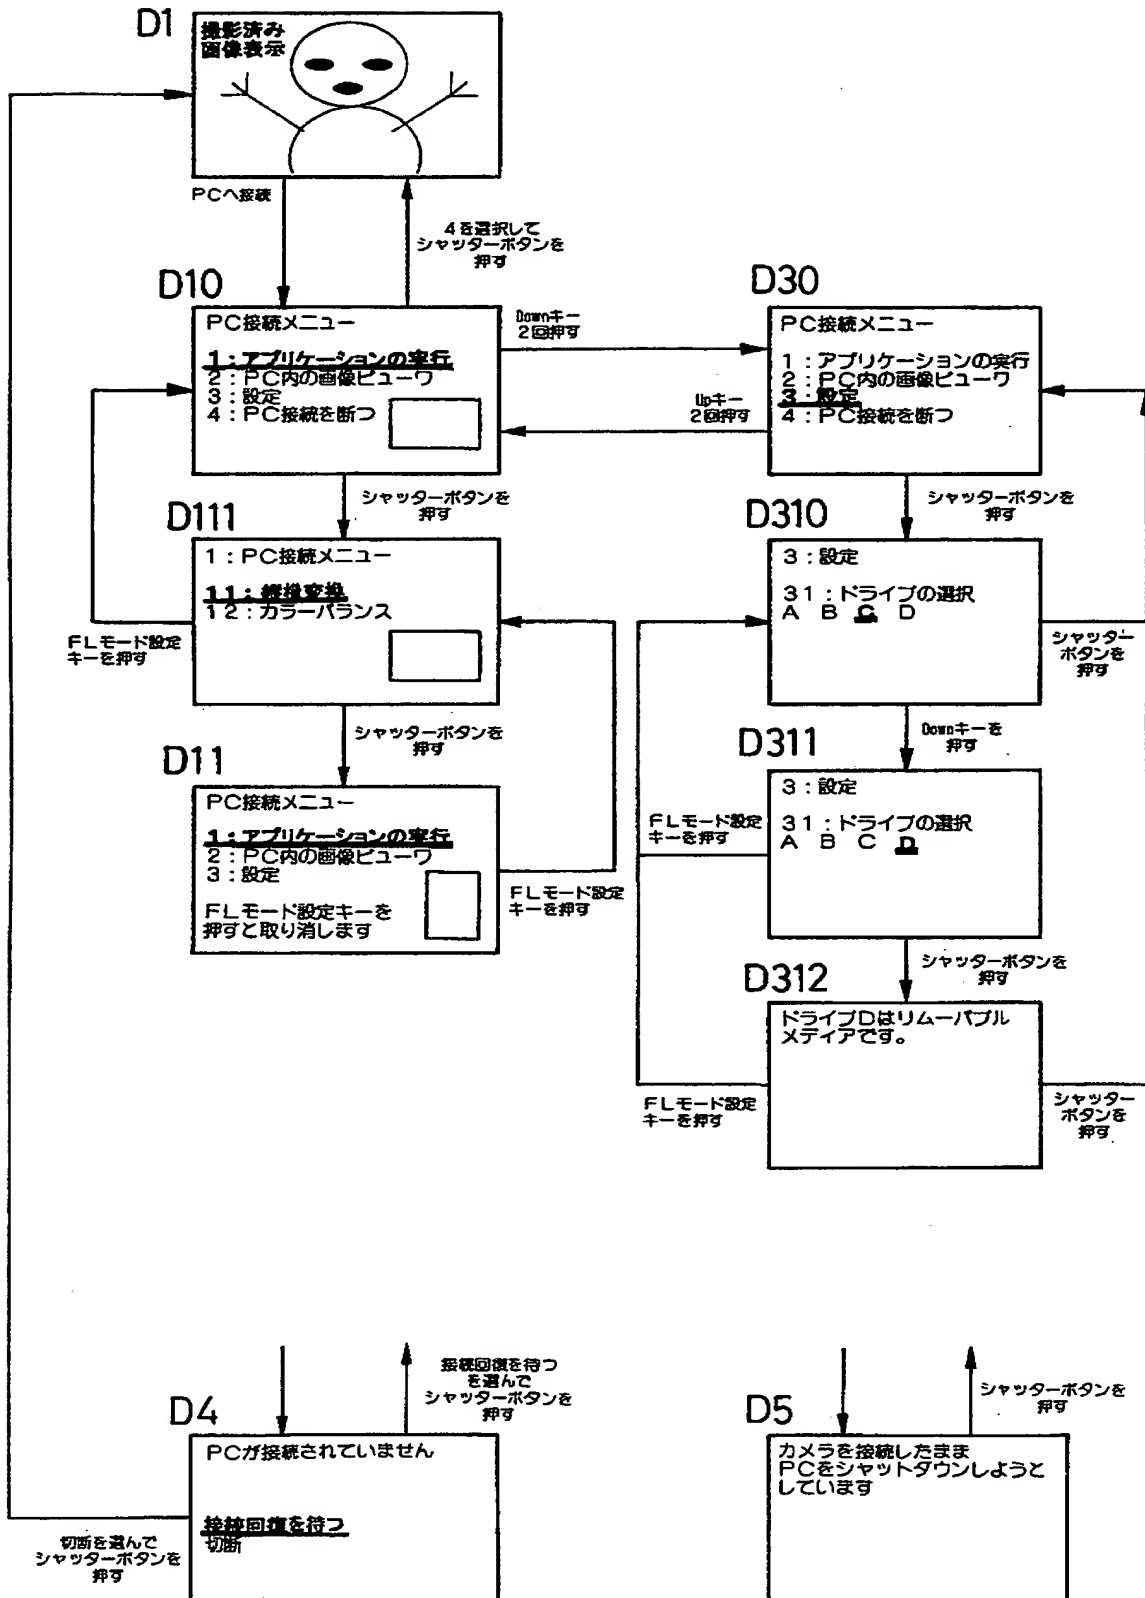 D1
撮影済み
画像表示
PCへ接続
4を選択して
シャッターボタンを
押す
D10
PC接続メニュー
1:アプリケーションの実行
2:PC内の画像ビューワ
3:設定
4:PC接続を断つ
Downキー
2回押す
Upキー
2回押す
D30
PC接続メニュー
1:アプリケーションの実行
2:PC内の画像ビューワ
3:設定
4:PC接続を断つ
シャッターボタンを
押す
シャッターボタンを
押す
D111
1:PC接続メニュー
11:縦横変換
12:カラーバランス
FLモード設定
キーを押す
D310
3:設定
31:ドライブの選択
A B C D
シャッター
ボタンを
押す
シャッターボタンを
押す
Downキーを
押す
D11
PC接続メニュー
1:アプリケーションの実行
2:PC内の画像ビューワ
3:設定
FLモード設定キーを
押すと取り消します
FLモード設定
キーを押す
D311
3:設定
31:ドライブの選択
A B C D
FLモード設定
キーを押す
シャッターボタンを
押す
D312
ドライブDはリムーバブル
メディアです。
FLモード設定
キーを押す
シャッター
ボタンを
押す
接続回復を待つ
を選んで
シャッターボタンを
押す
D4
PCが接続されていません
接続回復を待つ
切断
切断を選んで
シャッターボタンを
押す
シャッターボタンを
押す
D5
カメラを接続したまま
PCをシャットダウンしようと
しています